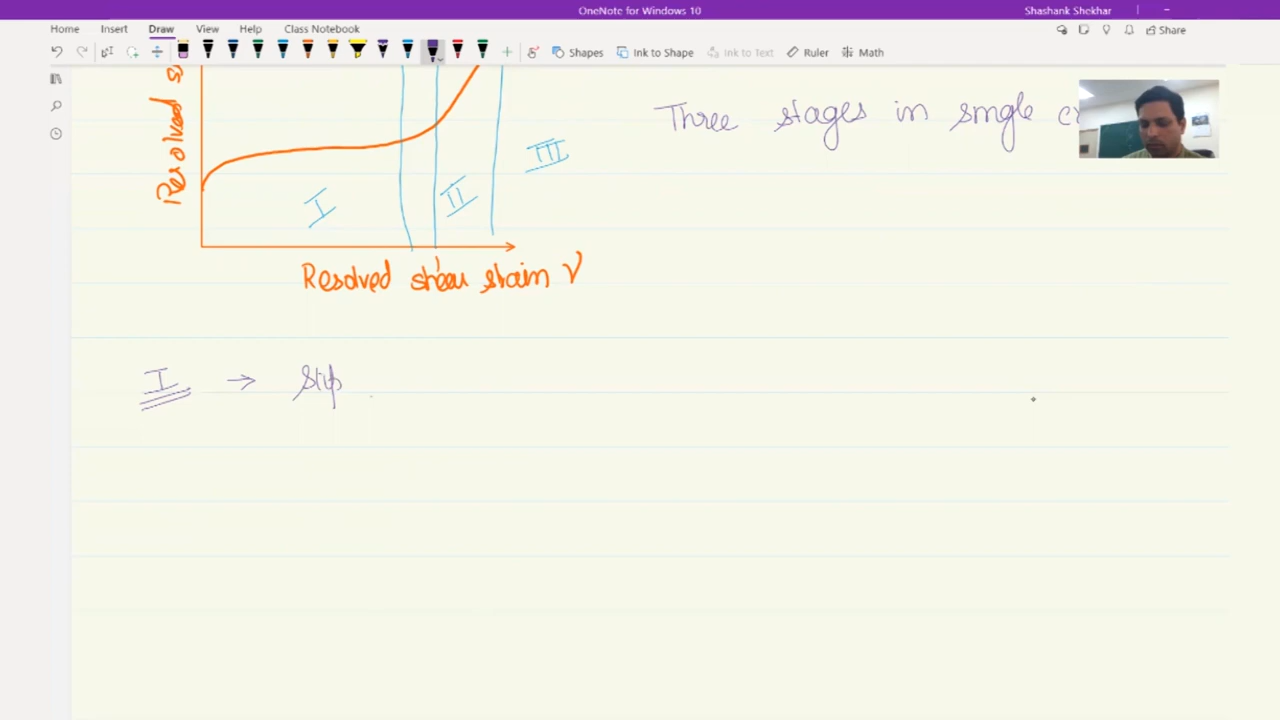 OneNote for Windows 10
Shashank Shekhar
Home Insert Draw View Help Class Notebook
Share
Shapes Ink to Shape Ink to Text Ruler Math
Resolved s
Three stages in single c
I II III
Resolved shear strain γ
I → Slip